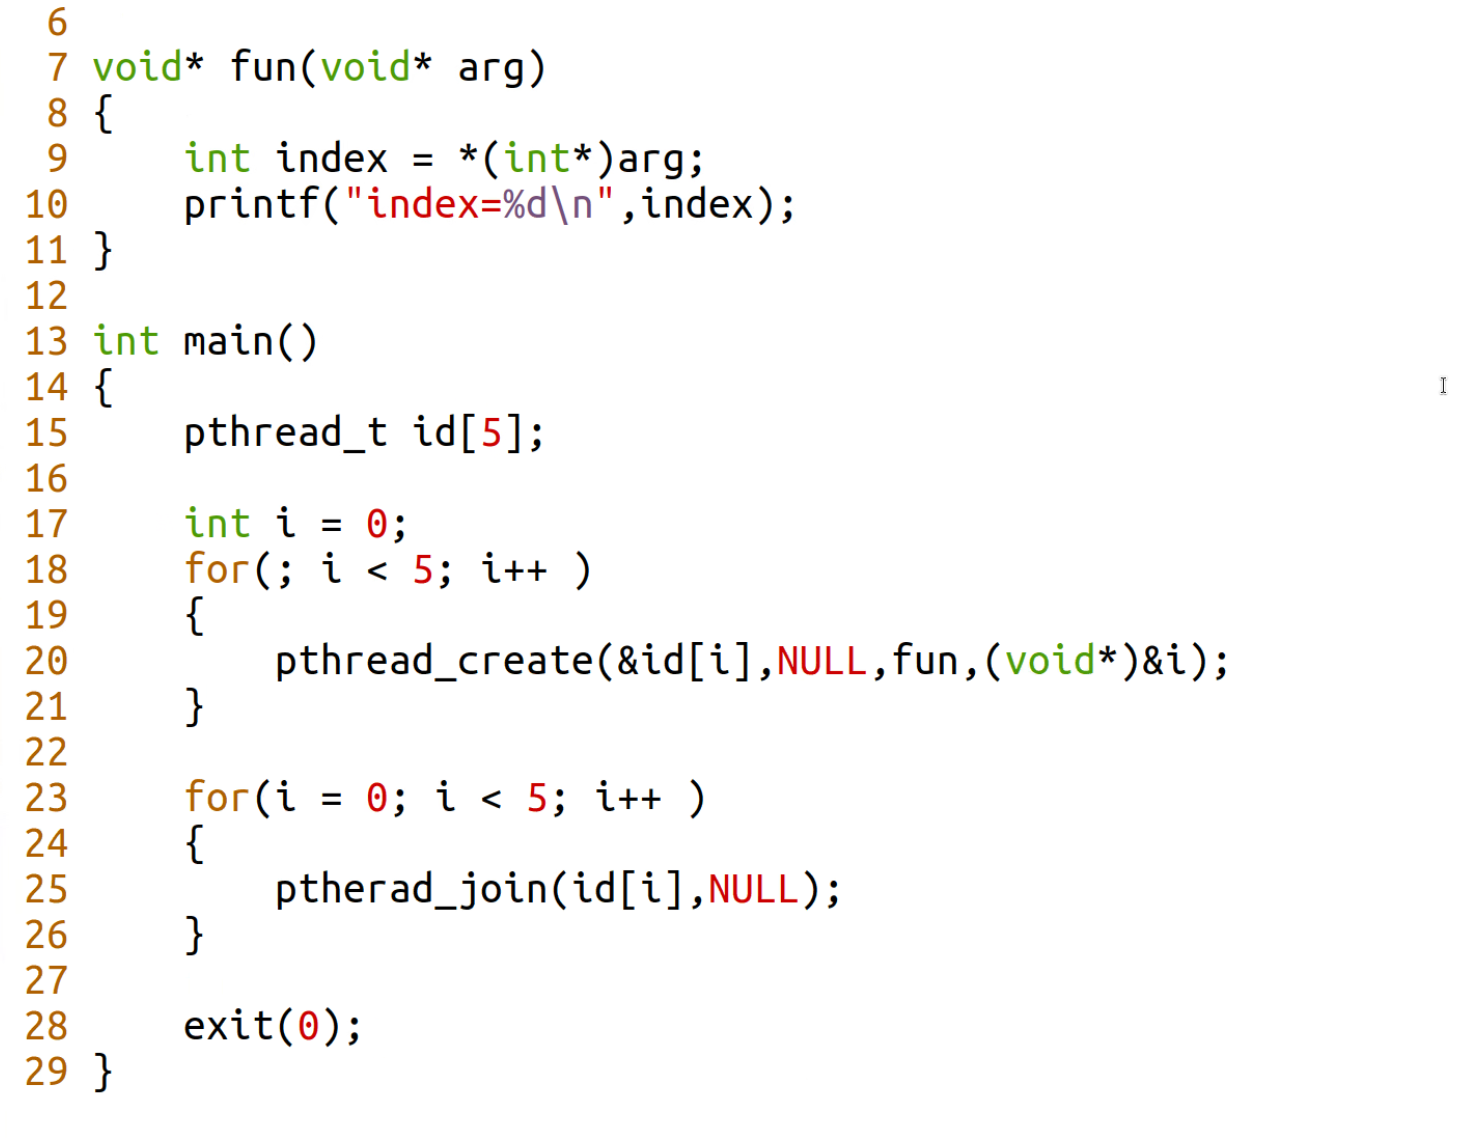 6
7 void* fun(void* arg)
8 {
9     int index = *(int*)arg;
10     printf("index=%d\n",index);
11 }
12
13 int main()
14 {
15     pthread_t id[5];
16
17     int i = 0;
18     for(; i < 5; i++ )
19     {
20         pthread_create(&id[i],NULL,fun,(void*)&i);
21     }
22
23     for(i = 0; i < 5; i++ )
24     {
25         ptherad_join(id[i],NULL);
26     }
27
28     exit(0);
29 }